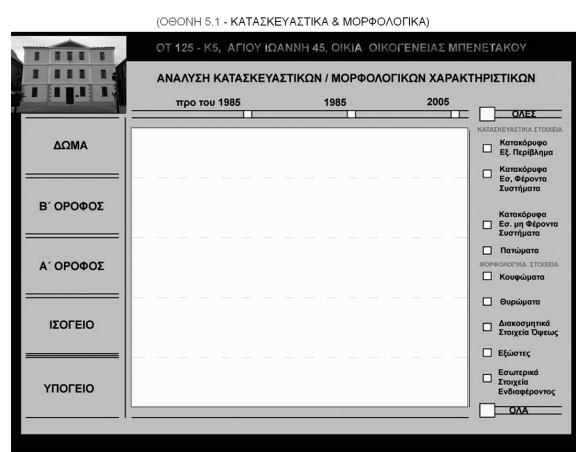 (ΟΘΟΝΗ 5.1 - ΚΑΤΑΣΚΕΥΑΣΤΙΚΑ & ΜΟΡΦΟΛΟΓΙΚΑ)
ΟΤ 125 - Κ5, ΑΓΙΟΥ ΙΩΑΝΝΗ 45, ΟΙΚΙΑ ΟΙΚΟΓΕΝΕΙΑΣ ΜΠΕΝΕΤΑΚΟΥ
ΑΝΑΛΥΣΗ ΚΑΤΑΣΚΕΥΑΣΤΙΚΩΝ / ΜΟΡΦΟΛΟΓΙΚΩΝ ΧΑΡΑΚΤΗΡΙΣΤΙΚΩΝ
προ του 1985
1985
2005
ΟΛΕΣ
ΔΩΜΑ
Β΄ ΟΡΟΦΟΣ
Α΄ ΟΡΟΦΟΣ
ΙΣΟΓΕΙΟ
ΥΠΟΓΕΙΟ
ΚΑΤΑΣΚΕΥΑΣΤΙΚΑ ΣΤΟΙΧΕΙΑ
Κατακόρυφο
Εξ. Περίβλημα
Κατακόρυφα
Εσ, Φέροντα
Συστήματα
Κατακόρυφα
Εσ. μη Φέροντα
Συστήματα
Πατώματα
ΜΟΡΦΟΛΟΓΙΚΑ ΣΤΟΙΧΕΙΑ
Κουφώματα
Θυρώματα
Διακοσμητικά
Στοιχεία Όψεως
Εξώστες
Εσωτερικά
Στοιχεία
Ενδιαφέροντος
ΟΛΑ